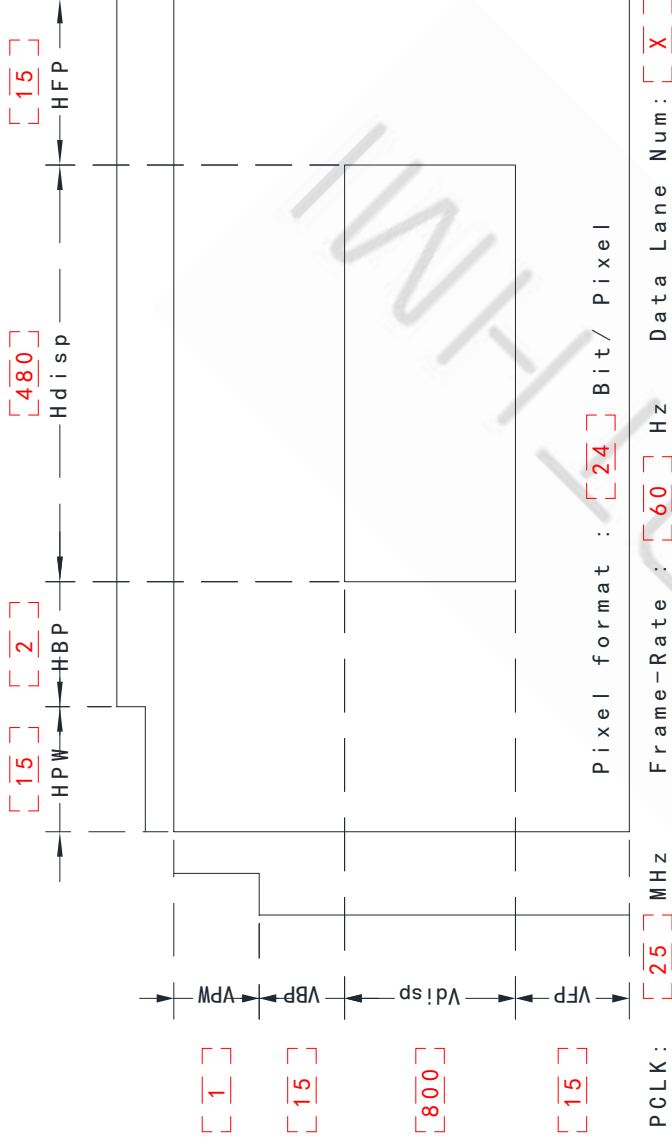 15 2 480 15
HPW HBP Hdisp HFP
1 VPW
15 VBP
800 Vdisp
15 VFP
Pixel format : 24 Bit/ Pixel
PCLK: 25 MHz Frame-Rate : 60 Hz Data Lane Num: X